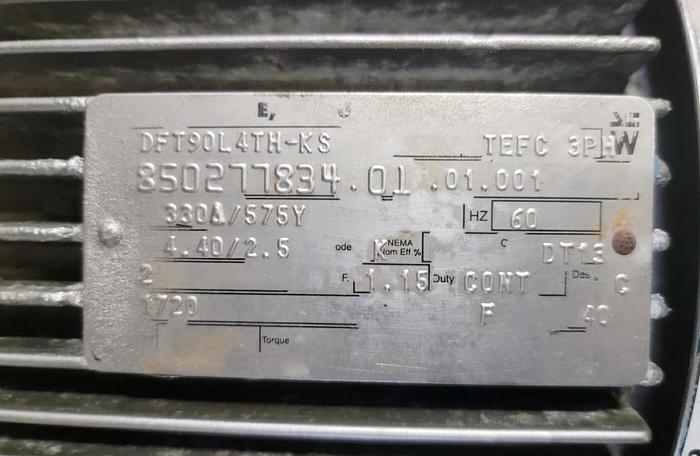 E,
DFT90L4TH-KS TEFC 3PH
850277834.01.01.001
330Δ/575Y HZ 60
4.40/2.5 ode K NEMA Nom Eff % C DT13
2 F. 1.15 Duty CONT Des G
1720 F 40
Torque